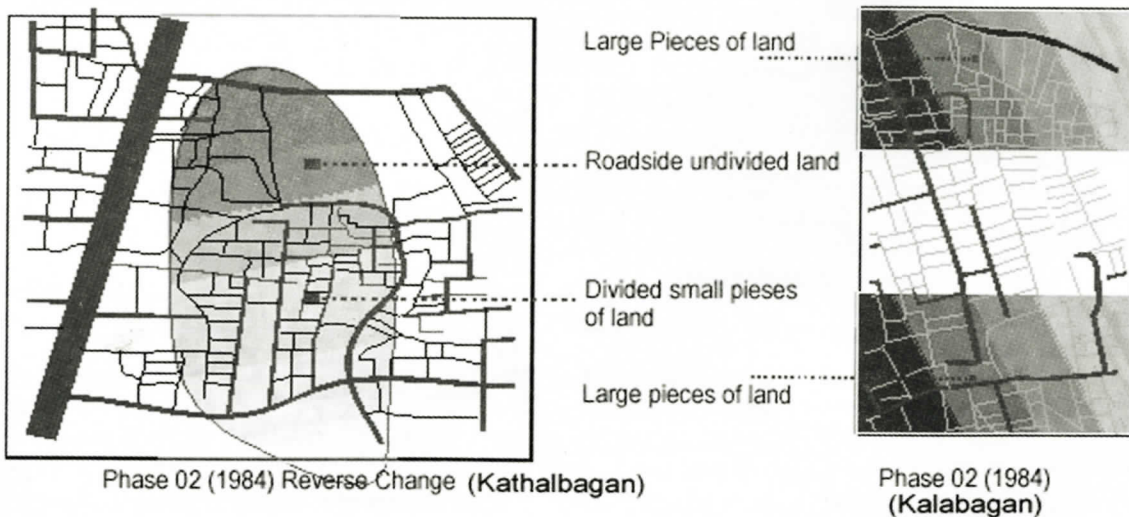 Large Pieces of land
Roadside undivided land
Divided small pieses
of land
Large pieces of land
Phase 02 (1984) Reverse Change (Kathalbagan)
Phase 02 (1984)
(Kalabagan)